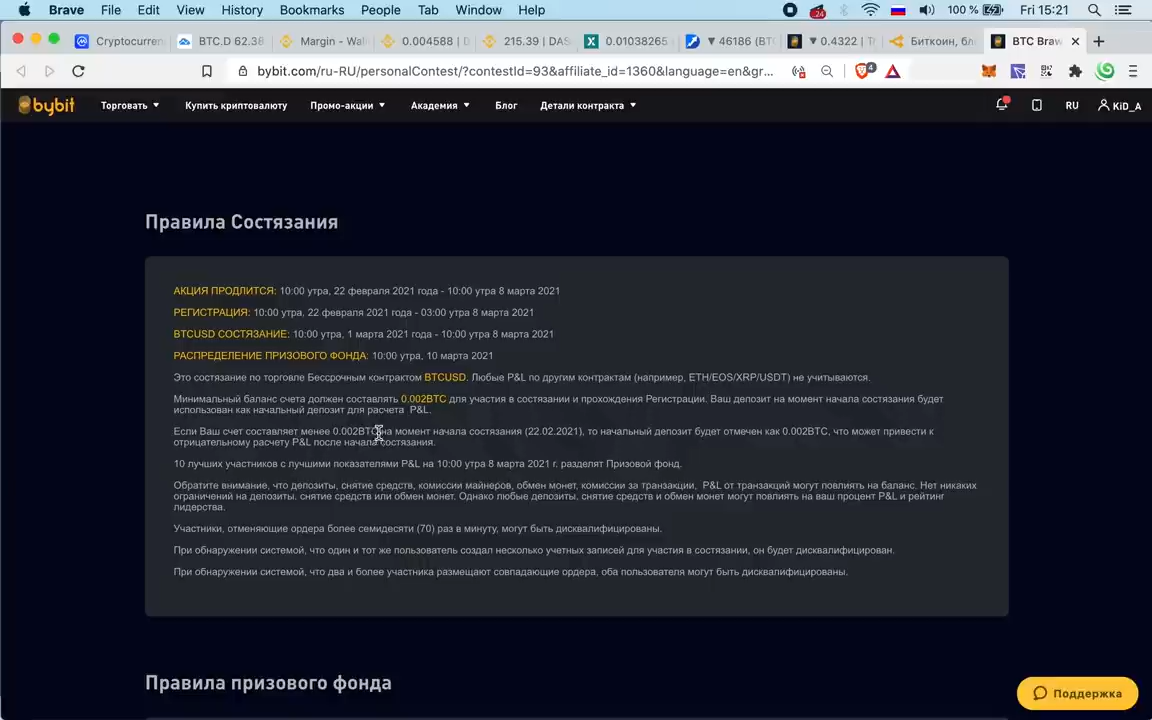 Brave File Edit View History Bookmarks People Tab Window Help 24 100 % Fri 15:21
Cryptocurren BTC.D 62.38 Margin - Wal 0.004588 | D 215.39 | DAS 0.01038265 ▼ 46186 (BT ▼ 0.4322 | Tr Биткоин, бл BTC Braw
bybit.com/ru-RU/personalContest/?contestId=93&affiliate_id=1360&language=en&gr... 4
bybit Торговать Купить криптовалюту Промо-акции Академия Блог Детали контракта RU KiD_A
Правила Состязания
АКЦИЯ ПРОДЛИТСЯ: 10:00 утра, 22 февраля 2021 года - 10:00 утра 8 марта 2021
РЕГИСТРАЦИЯ: 10:00 утра, 22 февраля 2021 года - 03:00 утра 8 марта 2021
BTCUSD СОСТЯЗАНИЕ: 10:00 утра, 1 марта 2021 года - 10:00 утра 8 марта 2021
РАСПРЕДЕЛЕНИЕ ПРИЗОВОГО ФОНДА: 10:00 утра, 10 марта 2021
Это состязание по торговле Бессрочным контрактом BTCUSD. Любые P&L по другим контрактам (например, ETH/EOS/XRP/USDT) не учитываются.
Минимальный баланс счета должен составлять 0.002BTC для участия в состязании и прохождения Регистрации. Ваш депозит на момент начала состязания будет
использован как начальный депозит для расчета P&L.
Если Ваш счет составляет менее 0.002BTC на момент начала состязания (22.02.2021), то начальный депозит будет отмечен как 0.002BTC, что может привести к
отрицательному расчету P&L после начала состязания.
10 лучших участников с лучшими показателями P&L на 10:00 утра 8 марта 2021 г. разделят Призовой фонд.
Обратите внимание, что депозиты, снятие средств, комиссии майнеров, обмен монет, комиссии за транзакции, P&L от транзакций могут повлиять на баланс. Нет никаких
ограничений на депозиты, снятие средств или обмен монет. Однако любые депозиты, снятие средств и обмен монет могут повлиять на ваш процент P&L и рейтинг
лидерства.
Участники, отменяющие ордера более семидесяти (70) раз в минуту, могут быть дисквалифицированы.
При обнаружении системой, что один и тот же пользователь создал несколько учетных записей для участия в состязании, он будет дисквалифицирован.
При обнаружении системой, что два и более участника размещают совпадающие ордера, оба пользователя могут быть дисквалифицированы.
Правила призового фонда
Поддержка